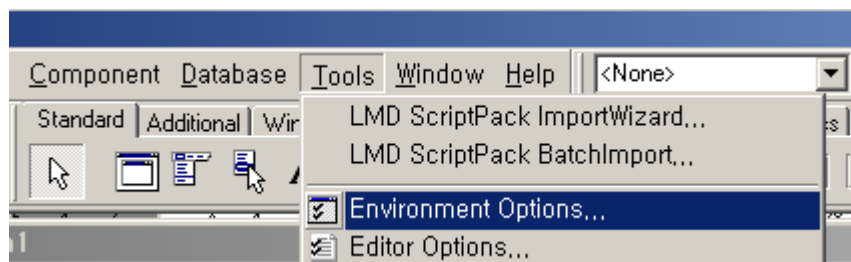 Component Database Tools Window Help <None>
Standard Additional
LMD ScriptPack ImportWizard...
LMD ScriptPack BatchImport...
Environment Options...
Editor Options...